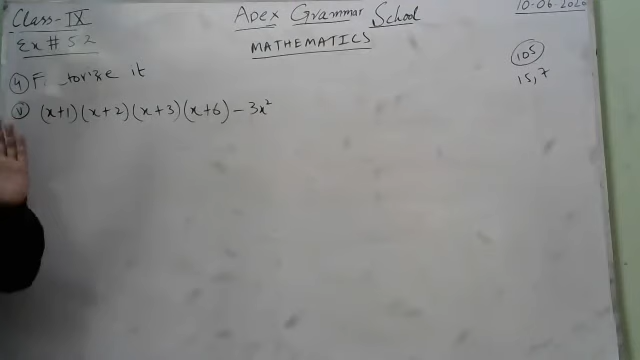 Class-IX
Apex Grammar School
10-06-2020
Ex # 5.2
MATHEMATICS
105
15, 7
4 F torize it
v (x+1)(x+2)(x+3)(x+6) - 3x²